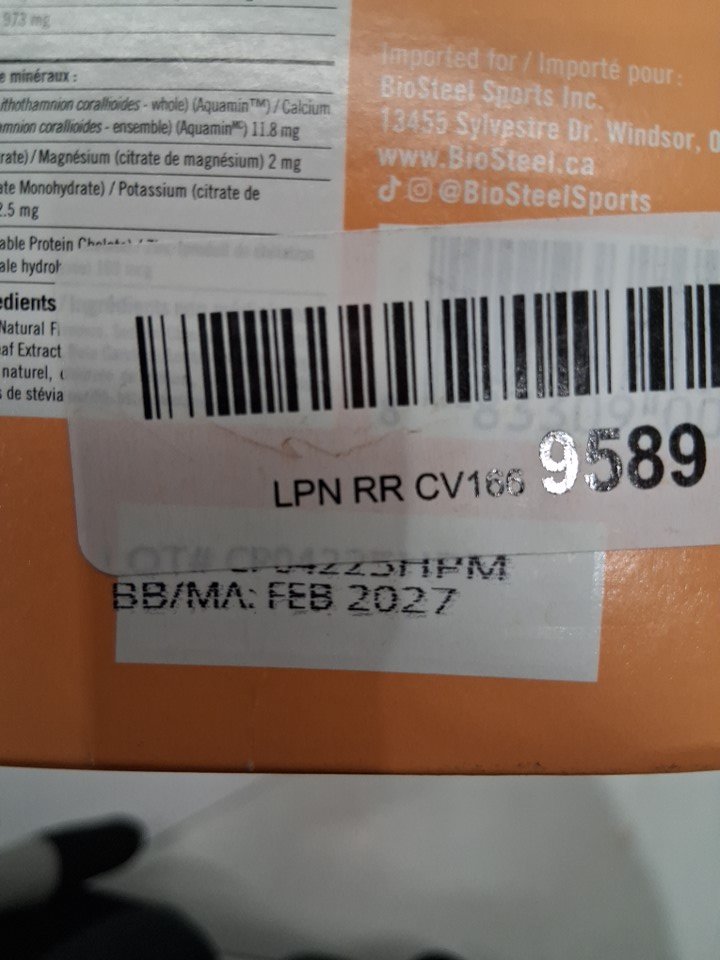 973 mg
e minéraux :
ithothamnion corallioides - whole) (Aquamin™) / Calcium
amnion corallioides - ensemble) (Aquaminᴹᶜ) 11.8 mg
rate) / Magnésium (citrate de magnésium) 2 mg
ate Monohydrate) / Potassium (citrate de
2.5 mg
able Protein
ale hydrol
edients
Natural Fl
af Extract
naturel,
s de stévia
Imported for / Importé pour :
BioSteel Sports Inc.
13455 Sylvestre Dr. Windsor, O
www.BioSteel.ca
@BioSteelSports
LPN RR CV166 9589
LOT#
BB/MA: FEB 2027